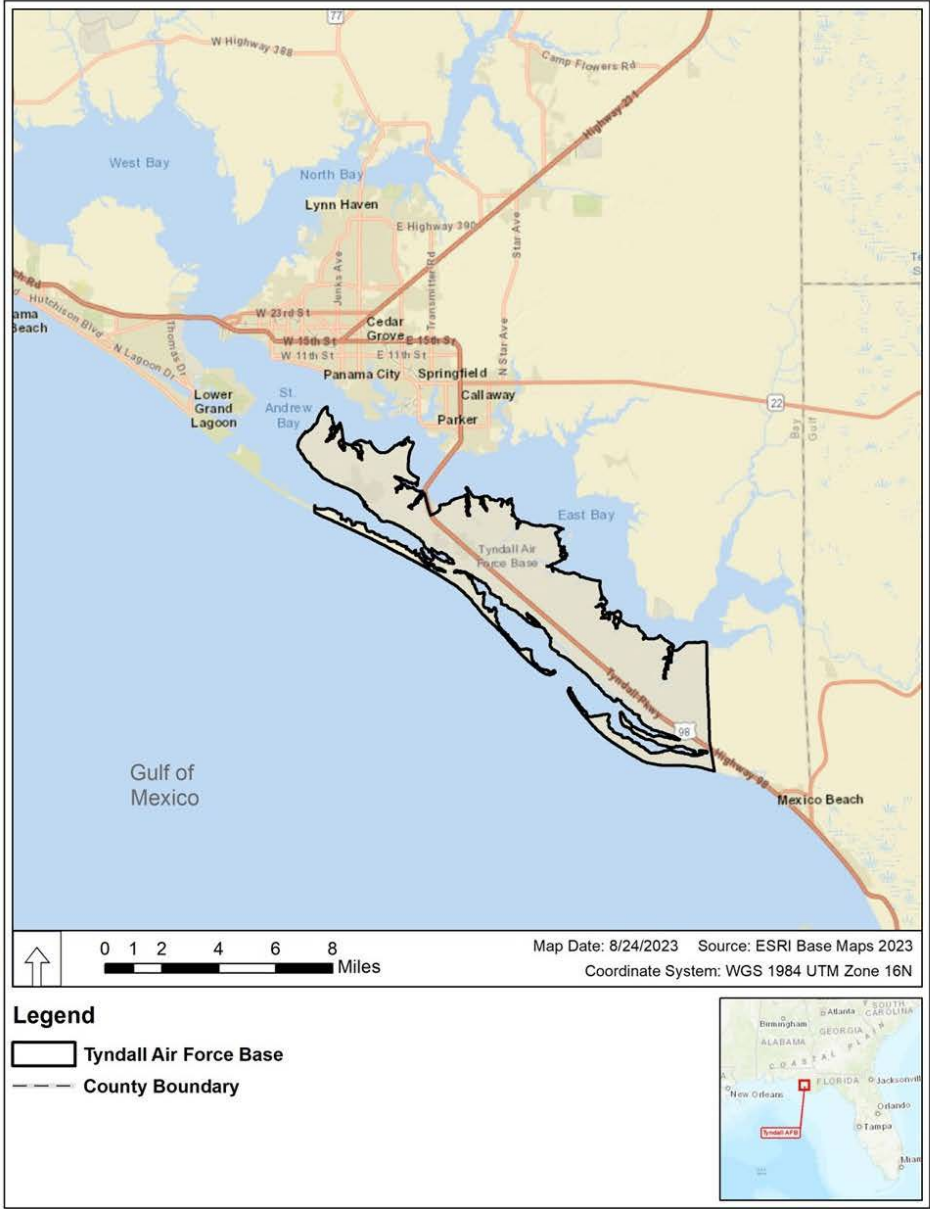 77
W Highway 388
Camp Flowers Rd
Highway 231
West Bay
North Bay
Lynn Haven
E Highway 390
Star Ave
Jenks Ave
Transmitter Rd
ch Rd
Hutchison Blvd
ama
Beach
N Lagoon Dr
Thomas Dr
W 23rd St
Cedar
Grove
W 15th St
E 15th St
W 11th St
E 11th St
N Star Ave
Panama City
Springfield
Callaway
Parker
Lower
Grand
Lagoon
St.
Andrew
Bay
22
Bay
Gulf
East Bay
Tyndall Air
Force Base
Tyndall Pkwy
98
Highway 98
Mexico Beach
Gulf of
Mexico
0 1 2 4 6 8
Miles
Map Date: 8/24/2023 Source: ESRI Base Maps 2023
Coordinate System: WGS 1984 UTM Zone 16N
Legend
Tyndall Air Force Base
County Boundary
SOUTH
CAROLINA
Atlanta
Birmingham
GEORGIA
ALABAMA
COASTAL PLAIN
New Orleans
FLORIDA
Jacksonvill
Orlando
Tampa
Tyndall AFB
Miam